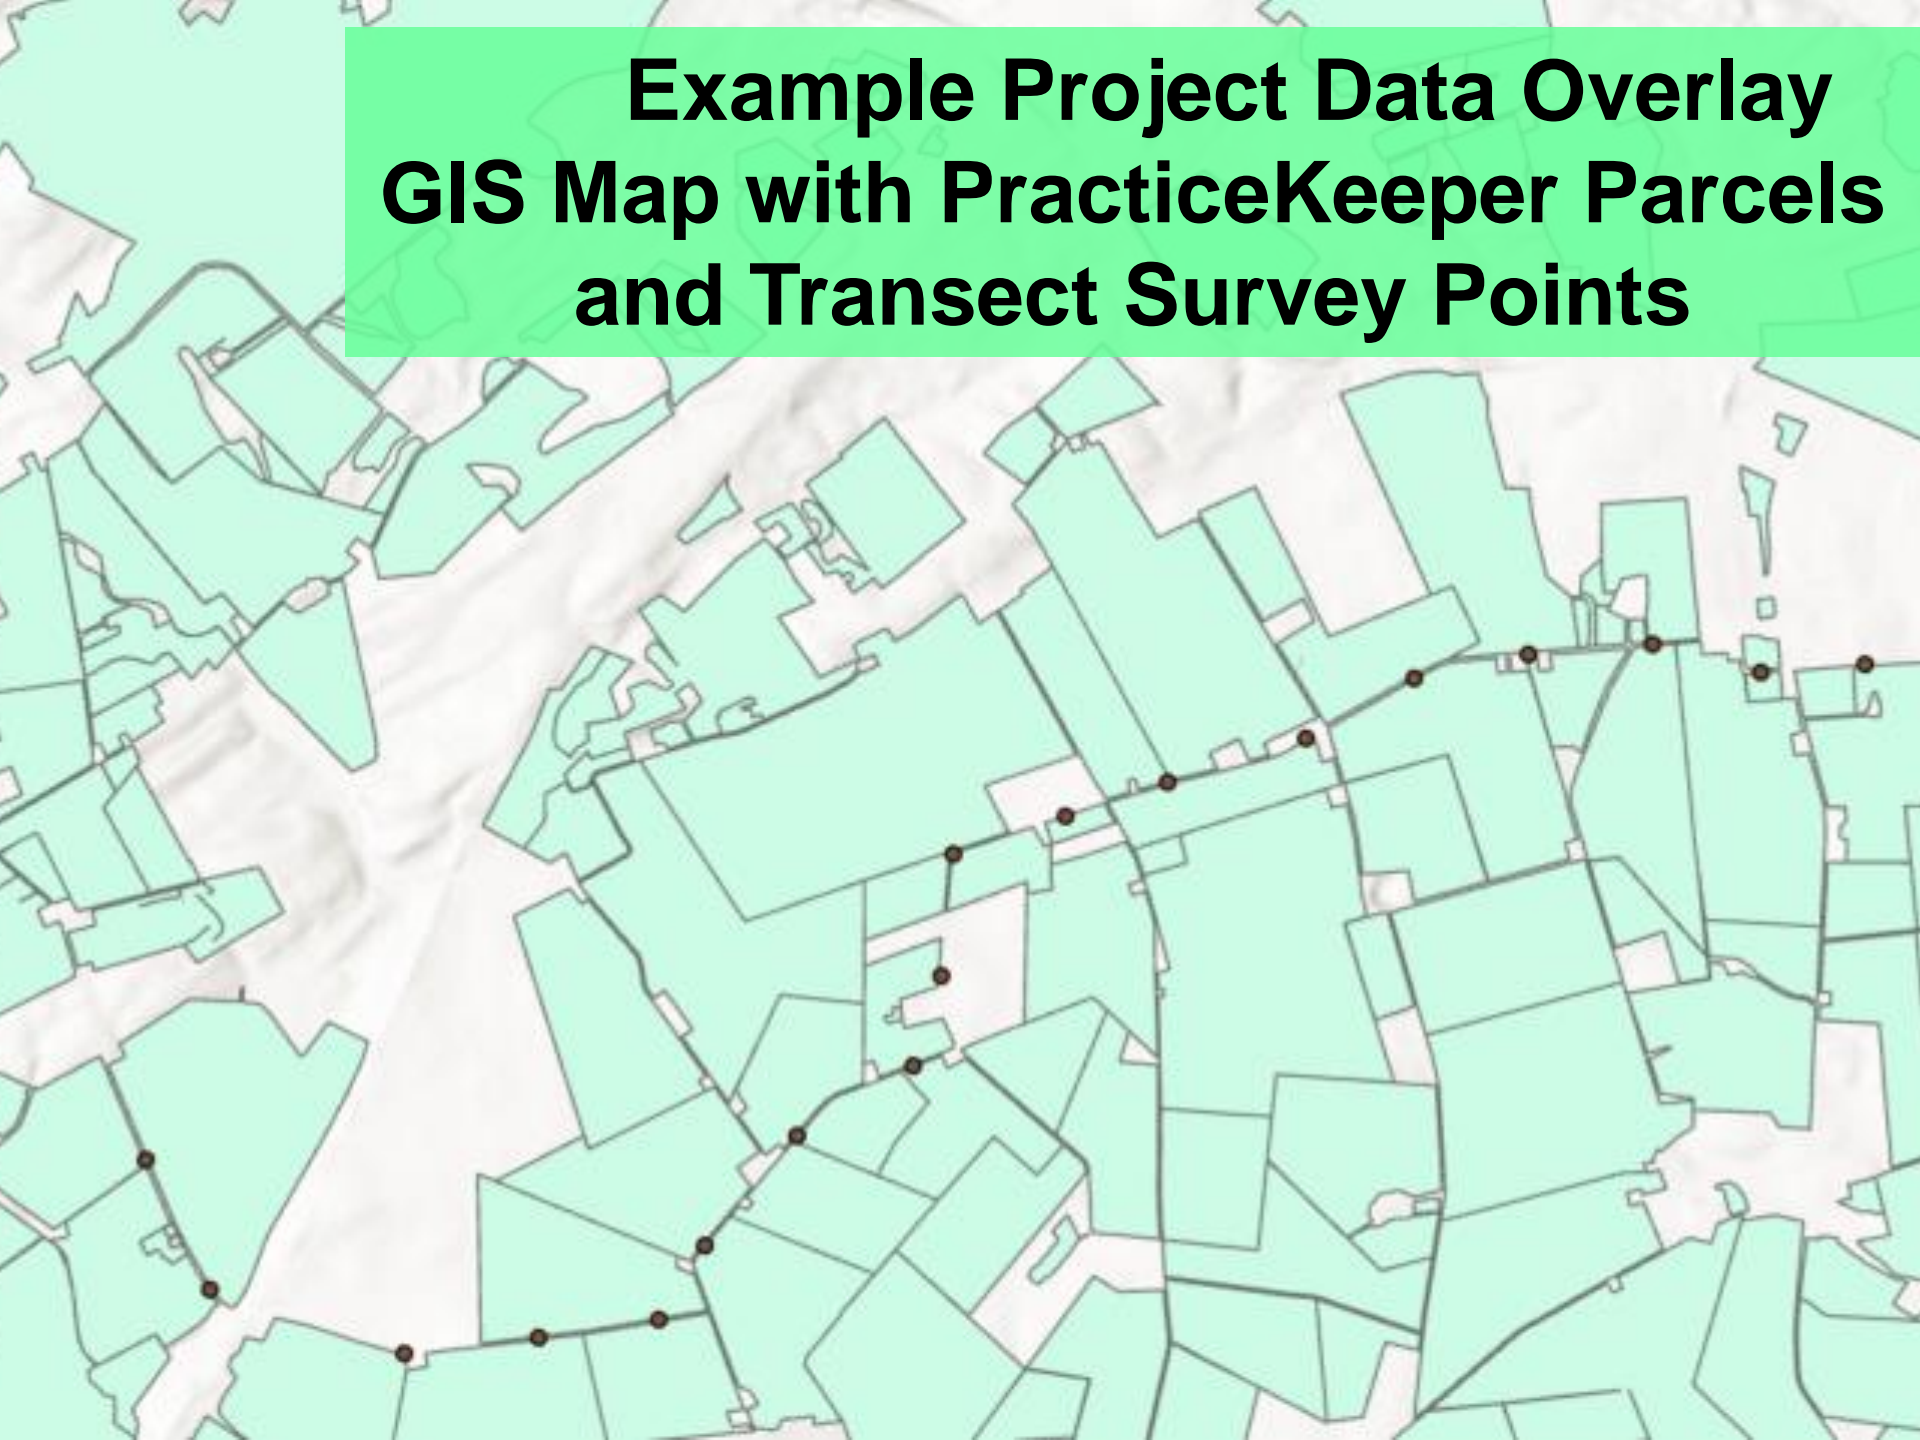 Example Project Data Overlay
GIS Map with PracticeKeeper Parcels
and Transect Survey Points